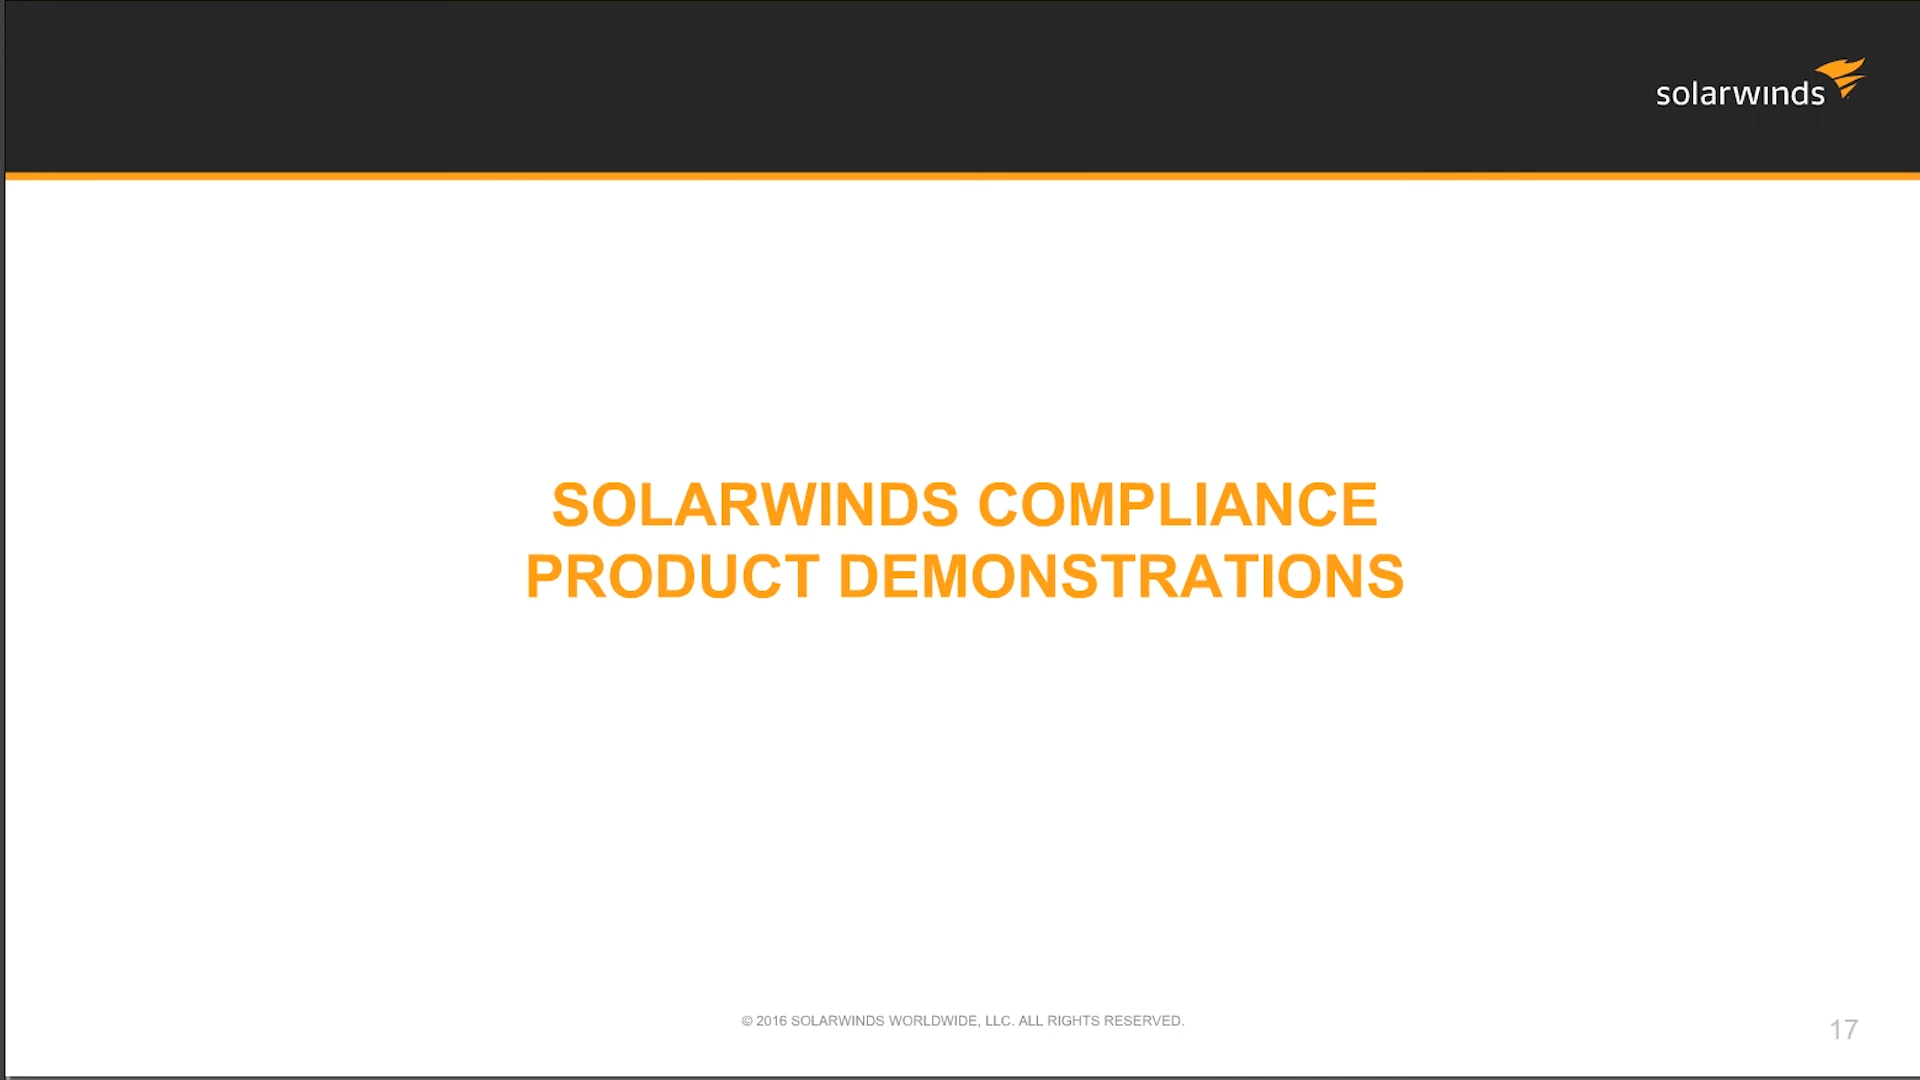 solarwinds
SOLARWINDS COMPLIANCE
PRODUCT DEMONSTRATIONS
© 2016 SOLARWINDS WORLDWIDE, LLC. ALL RIGHTS RESERVED.
17